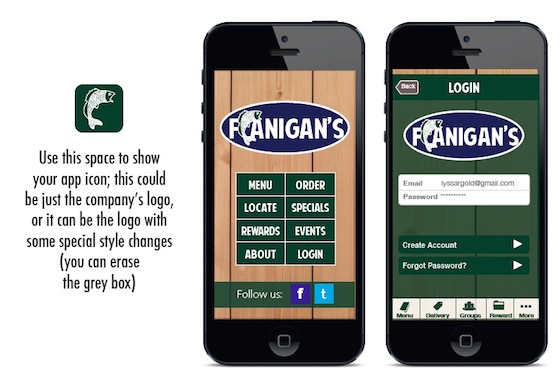 Use this space to show
your app icon; this could
be just the company's logo,
or it can be the logo with
some special style changes
(you can erase
the grey box)
FLANIGAN'S
MENU ORDER
LOCATE SPECIALS
REWARDS EVENTS
ABOUT LOGIN
Follow us: f t
Back LOGIN
FLANIGAN'S
Email lyssargold@gmail.com
Password **********
Create Account
Forgot Password?
Menu Delivery Groups Reward More